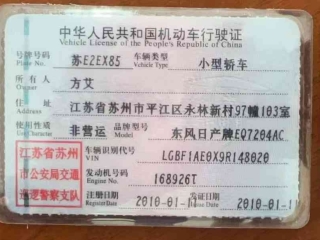 中华人民共和国机动车行驶证
Vehicle License of the People's Republic of China
号牌号码 苏E2EX85 车辆类型 小型轿车
Plate No. Vehicle Type
所有人 方艾
Owner
住址 江苏省苏州市平江区永林新村97幢103室
Address
使用性质 非营运 品牌型号 东风日产牌EQ7204AC
Use Character Model
车辆识别代号 LGBF1AE0X9R148020
VIN
发动机号码 168926T
Engine No.
注册日期 2010-01-11 发证日期 2010-01-11
Register Date Issue Date
江苏省苏州
市公安局交通
巡逻警察支队